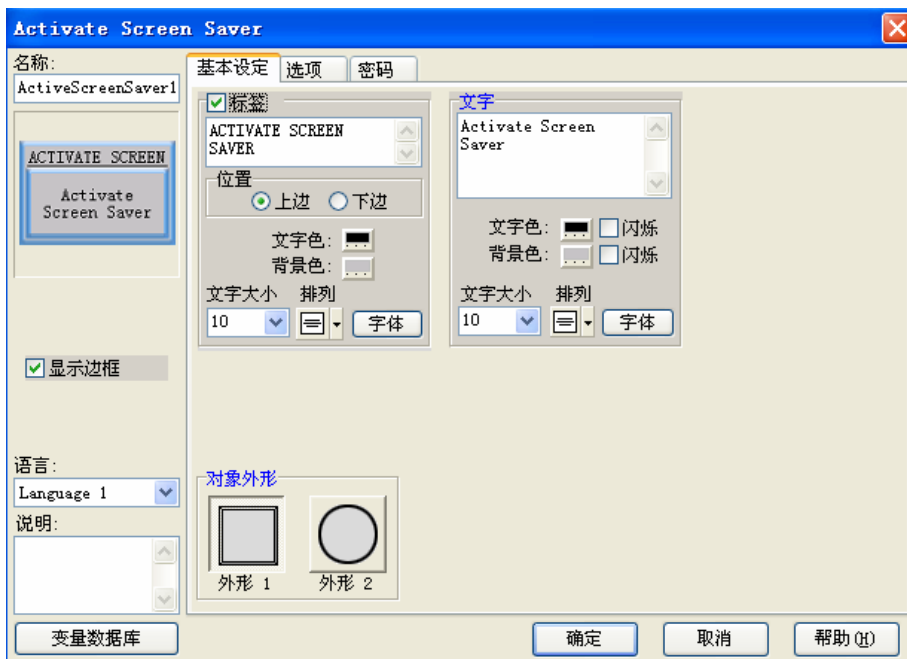 Activate Screen Saver
名称:
ActiveScreenSaver1
ACTIVATE SCREEN
Activate
Screen Saver
显示边框
语言:
Language 1
说明:
变量数据库
基本设定 选项 密码
标签
ACTIVATE SCREEN
SAVER
位置
上边 下边
文字色:
背景色:
文字大小 排列
10 字体
文字
Activate Screen
Saver
文字色: 闪烁
背景色: 闪烁
文字大小 排列
10 字体
对象外形
外形 1 外形 2
确定 取消 帮助(H)